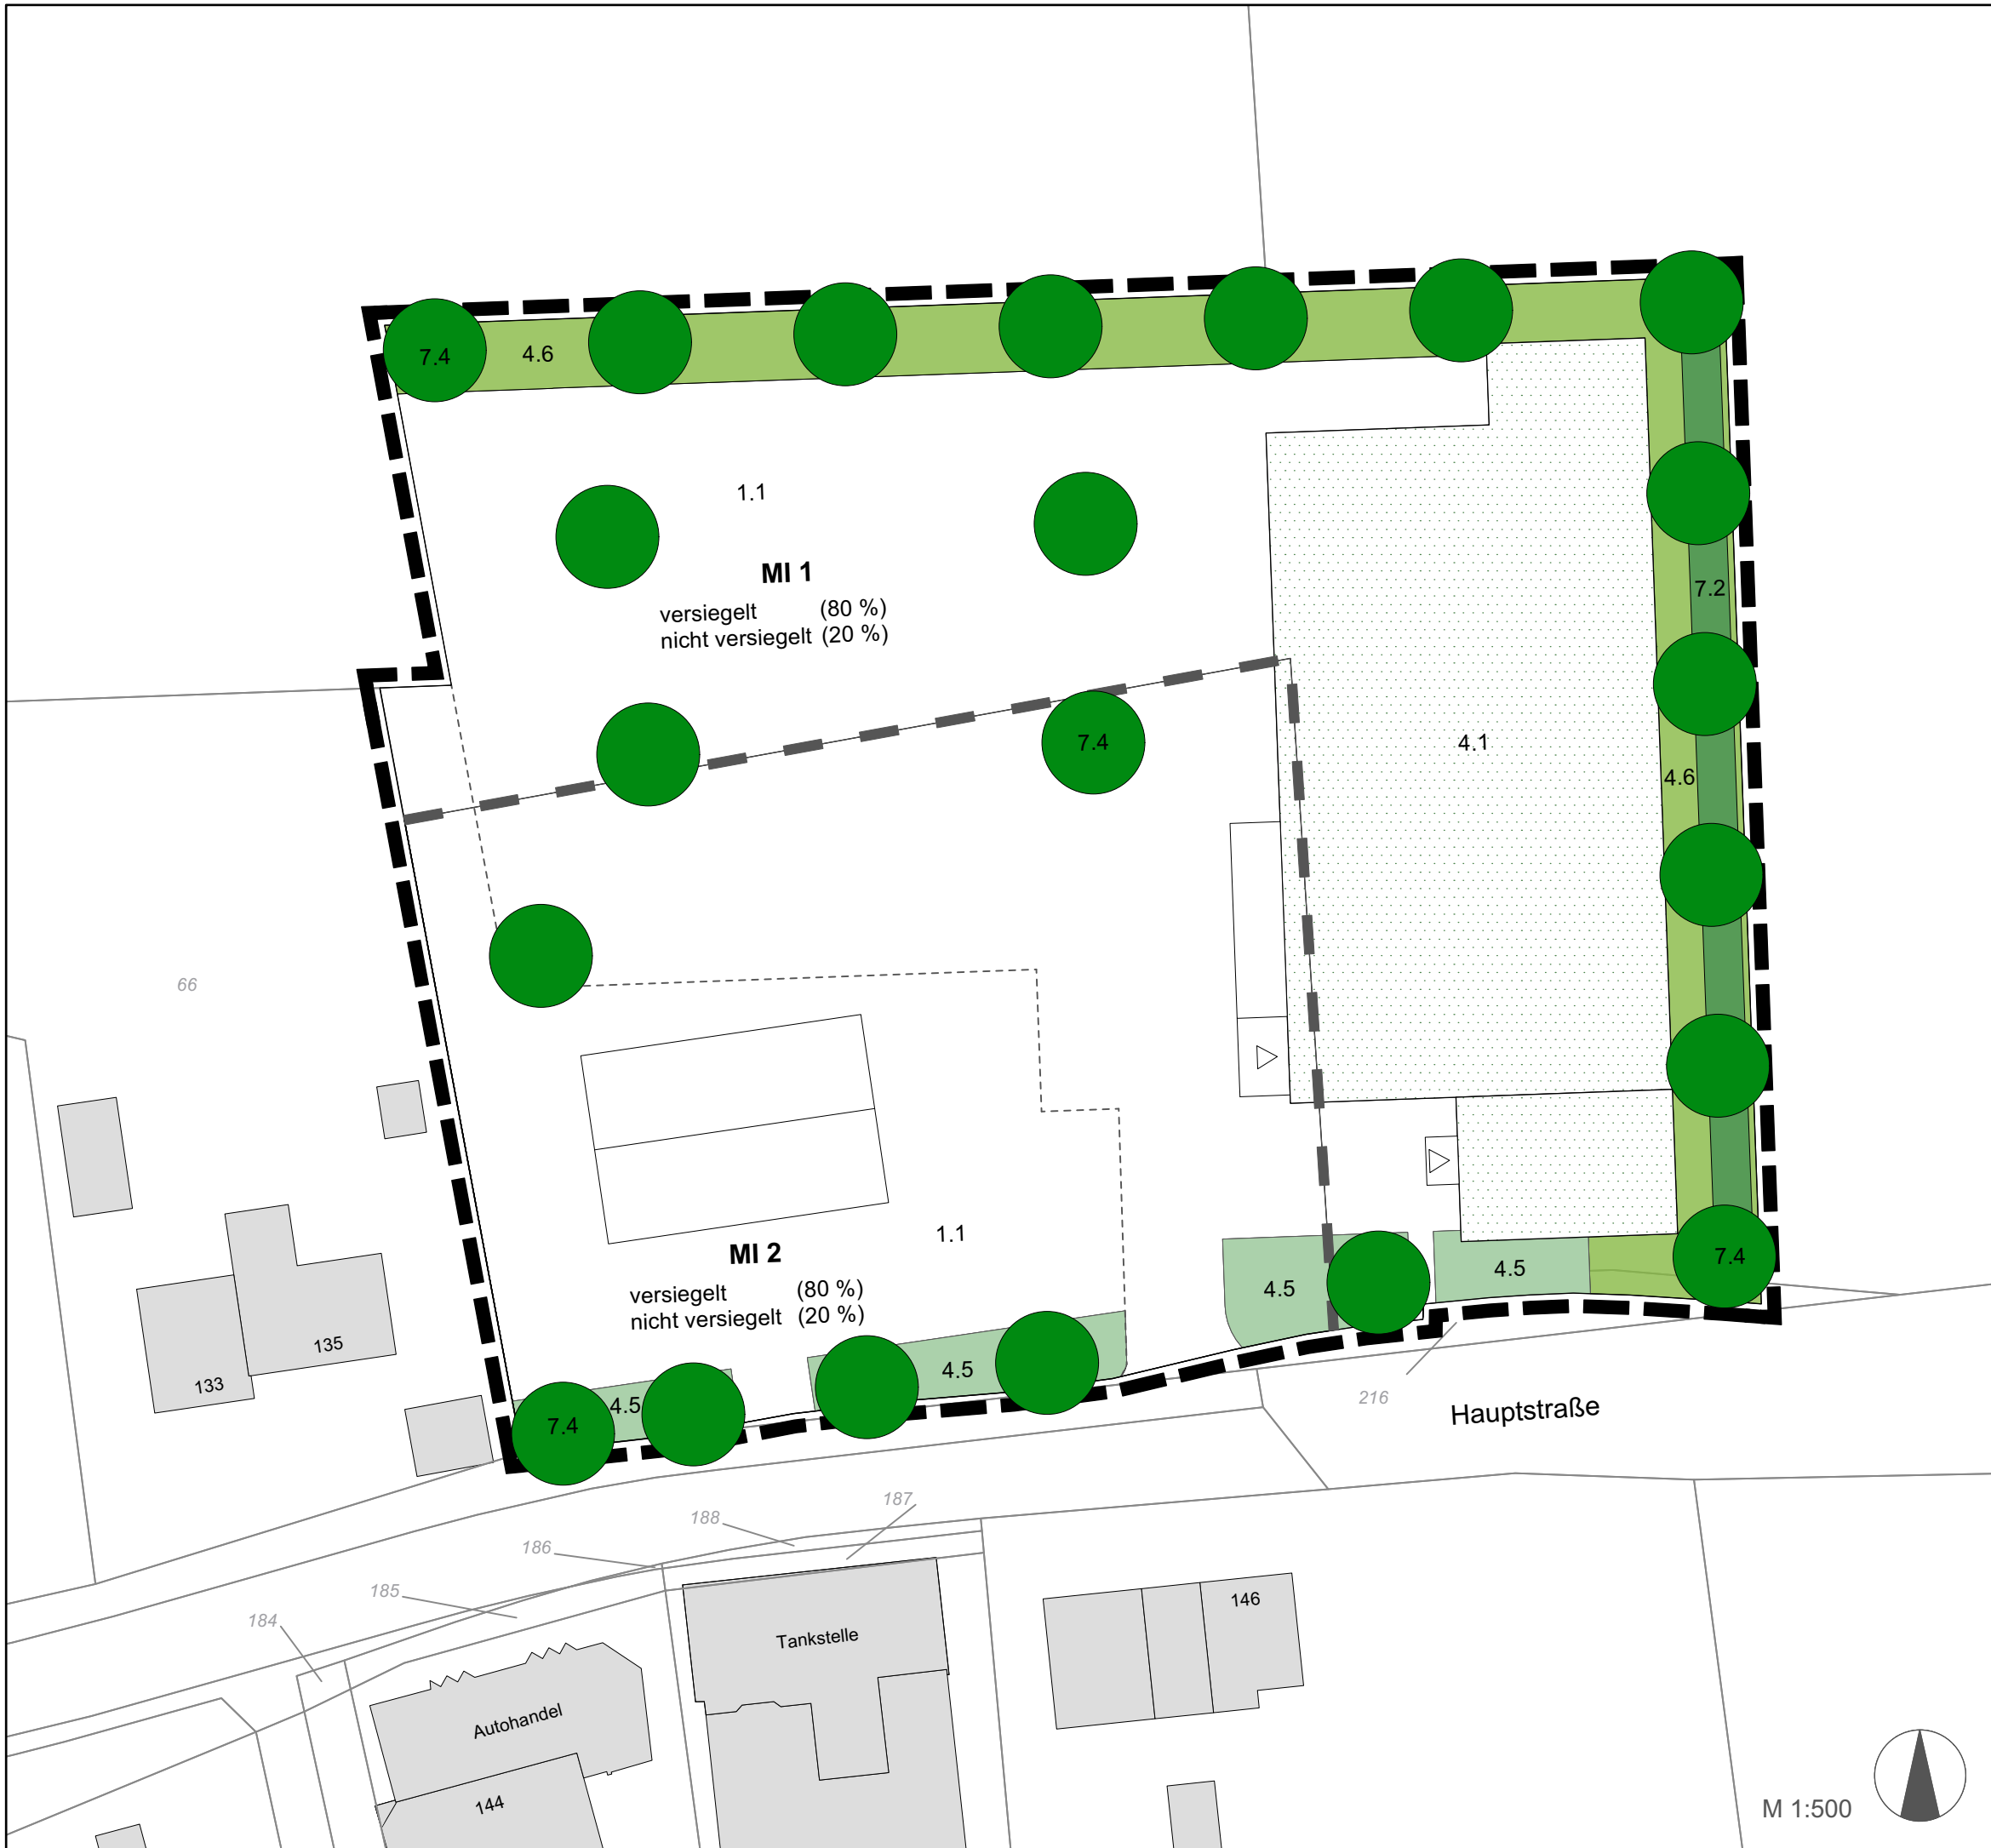 7.4
4.6
1.1
MI 1
versiegelt (80 %)
nicht versiegelt (20 %)
7.2
7.4
4.1
4.6
66
1.1
MI 2
versiegelt (80 %)
nicht versiegelt (20 %)
7.4
4.5
4.5
135
133
4.5
4.5
7.4
216
Hauptstraße
187
188
186
185
184
146
Tankstelle
Autohandel
144
M 1:500